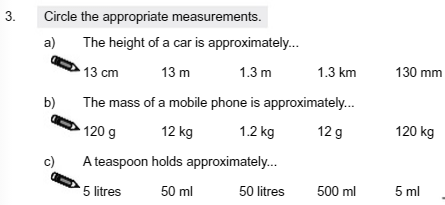 3. Circle the appropriate measurements.
a) The height of a car is approximately...
13 cm 13 m 1.3 m 1.3 km 130 mm
b) The mass of a mobile phone is approximately...
120 g 12 kg 1.2 kg 12 g 120 kg
c) A teaspoon holds approximately...
5 litres 50 ml 50 litres 500 ml 5 ml